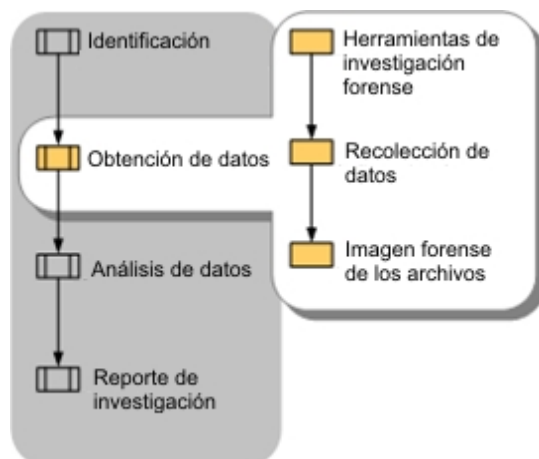 Identificación
Obtención de datos
Análisis de datos
Reporte de
investigación
Herramientas de
investigación
forense
Recolección de
datos
Imagen forense
de los archivos